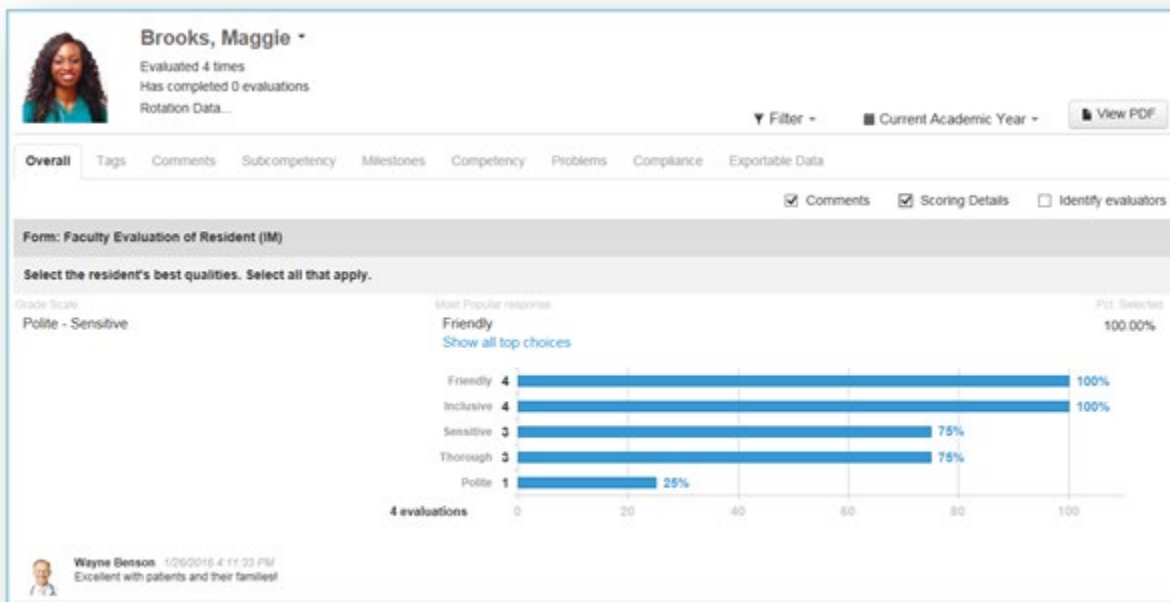 Brooks, Maggie
Evaluated 4 times
Has completed 0 evaluations
Rotation Data...
Filter
Current Academic Year
View PDF
Overall Tags Comments Subcompetency Milestones Competency Problems Compliance Exportable Data
Comments Scoring Details Identify evaluators
Form: Faculty Evaluation of Resident (IM)
Select the resident's best qualities. Select all that apply.
Grade Scale Most Popular response Pct. Selected
Polite - Sensitive Friendly 100.00%
Show all top choices
Friendly 4 100%
Inclusive 4 100%
Sensitive 3 75%
Thorough 3 75%
Polite 1 25%
4 evaluations 0 20 40 60 80 100
Wayne Benson 1/26/2016 4:11:33 PM
Excellent with patients and their families!